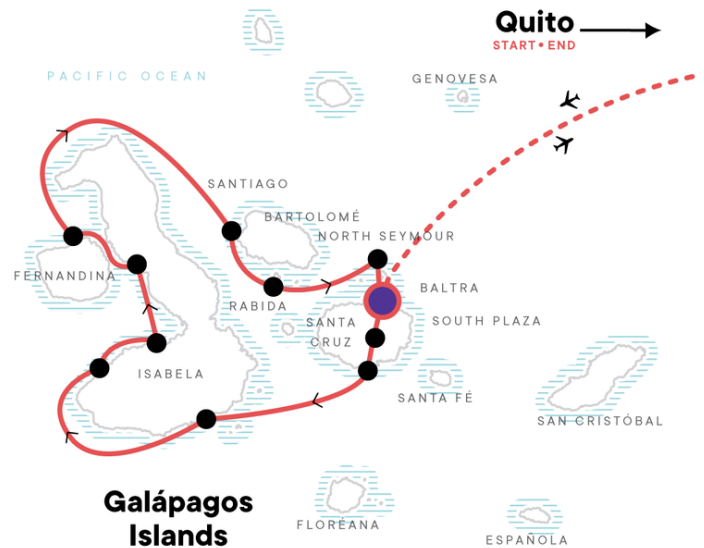 Quito
START • END
PACIFIC OCEAN
GENOVESA
SANTIAGO
BARTOLOMÉ
NORTH SEYMOUR
FERNANDINA
BALTRA
RABIDA
SANTA
CRUZ
SOUTH PLAZA
ISABELA
SANTA FÉ
SAN CRISTÓBAL
Galápagos
Islands
FLOREANA
ESPAÑOLA